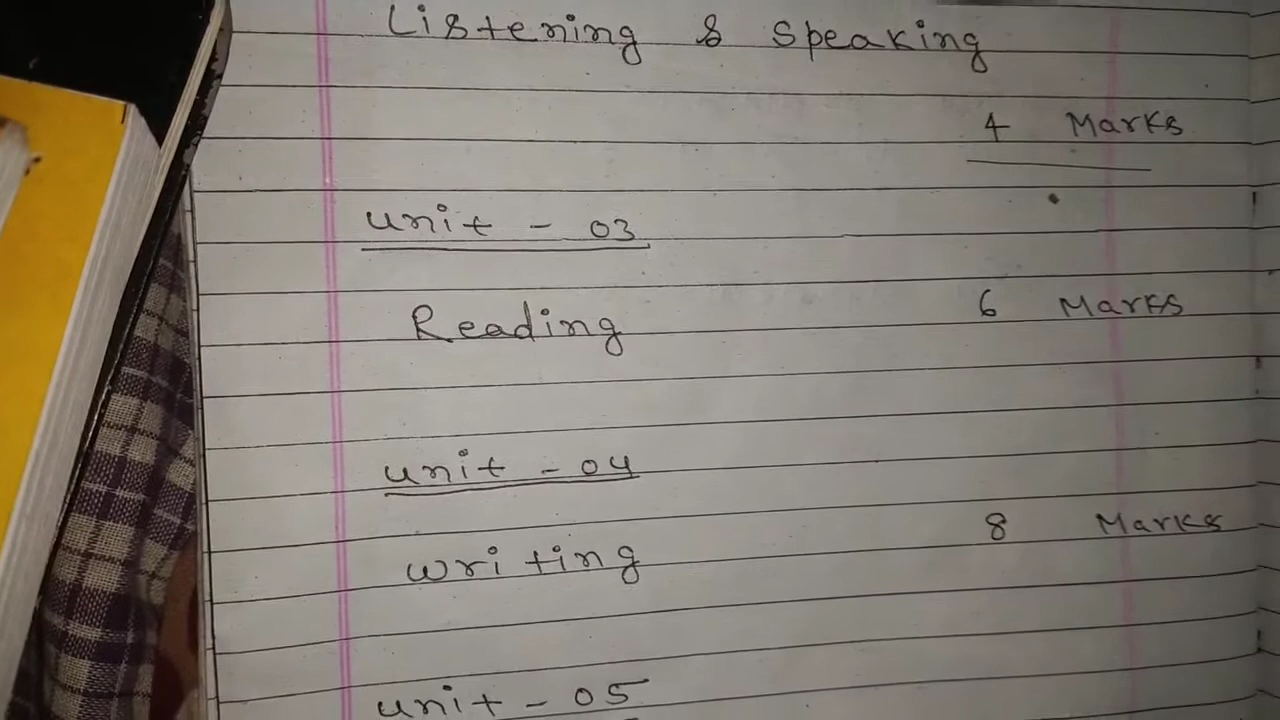 Listening & speaking
4 Marks
unit - 03
Reading 6 Marks
unit - 04
writing 8 Marks
unit - 05